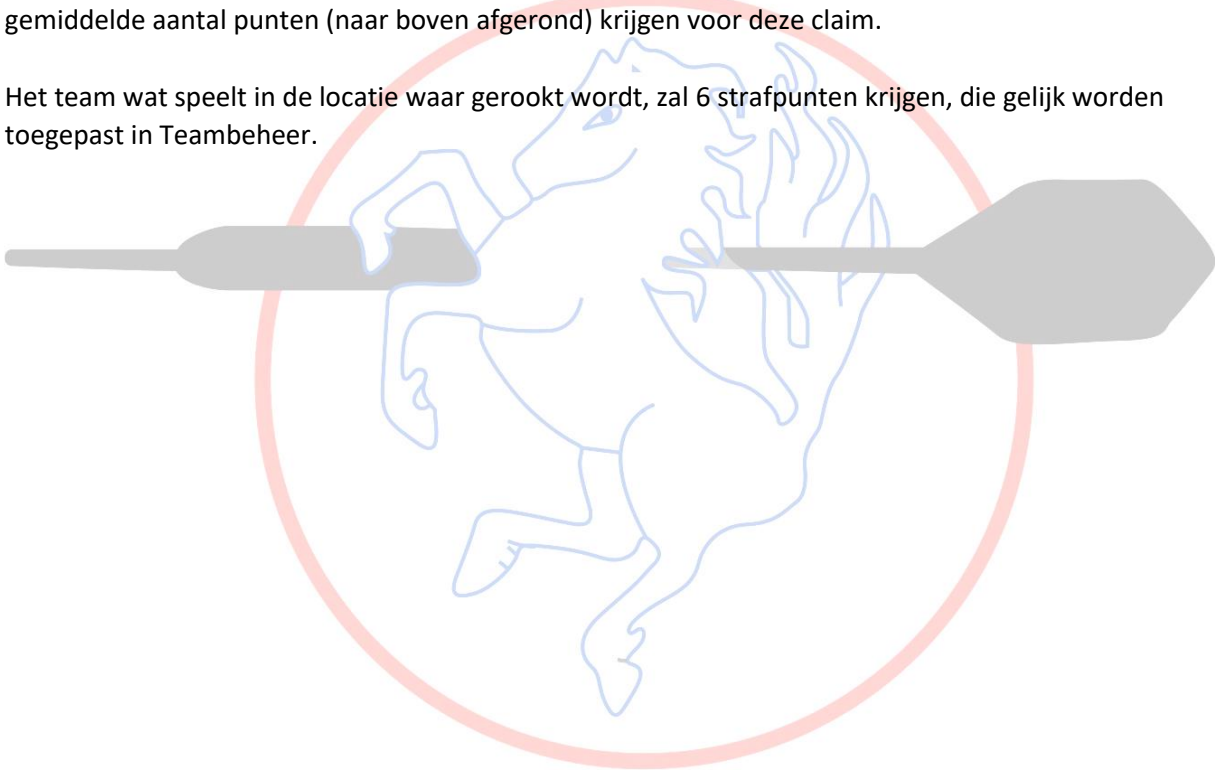 gemiddelde aantal punten (naar boven afgerond) krijgen voor deze claim.
Het team wat speelt in de locatie waar gerookt wordt, zal 6 strafpunten krijgen, die gelijk worden
toegepast in Teambeheer.